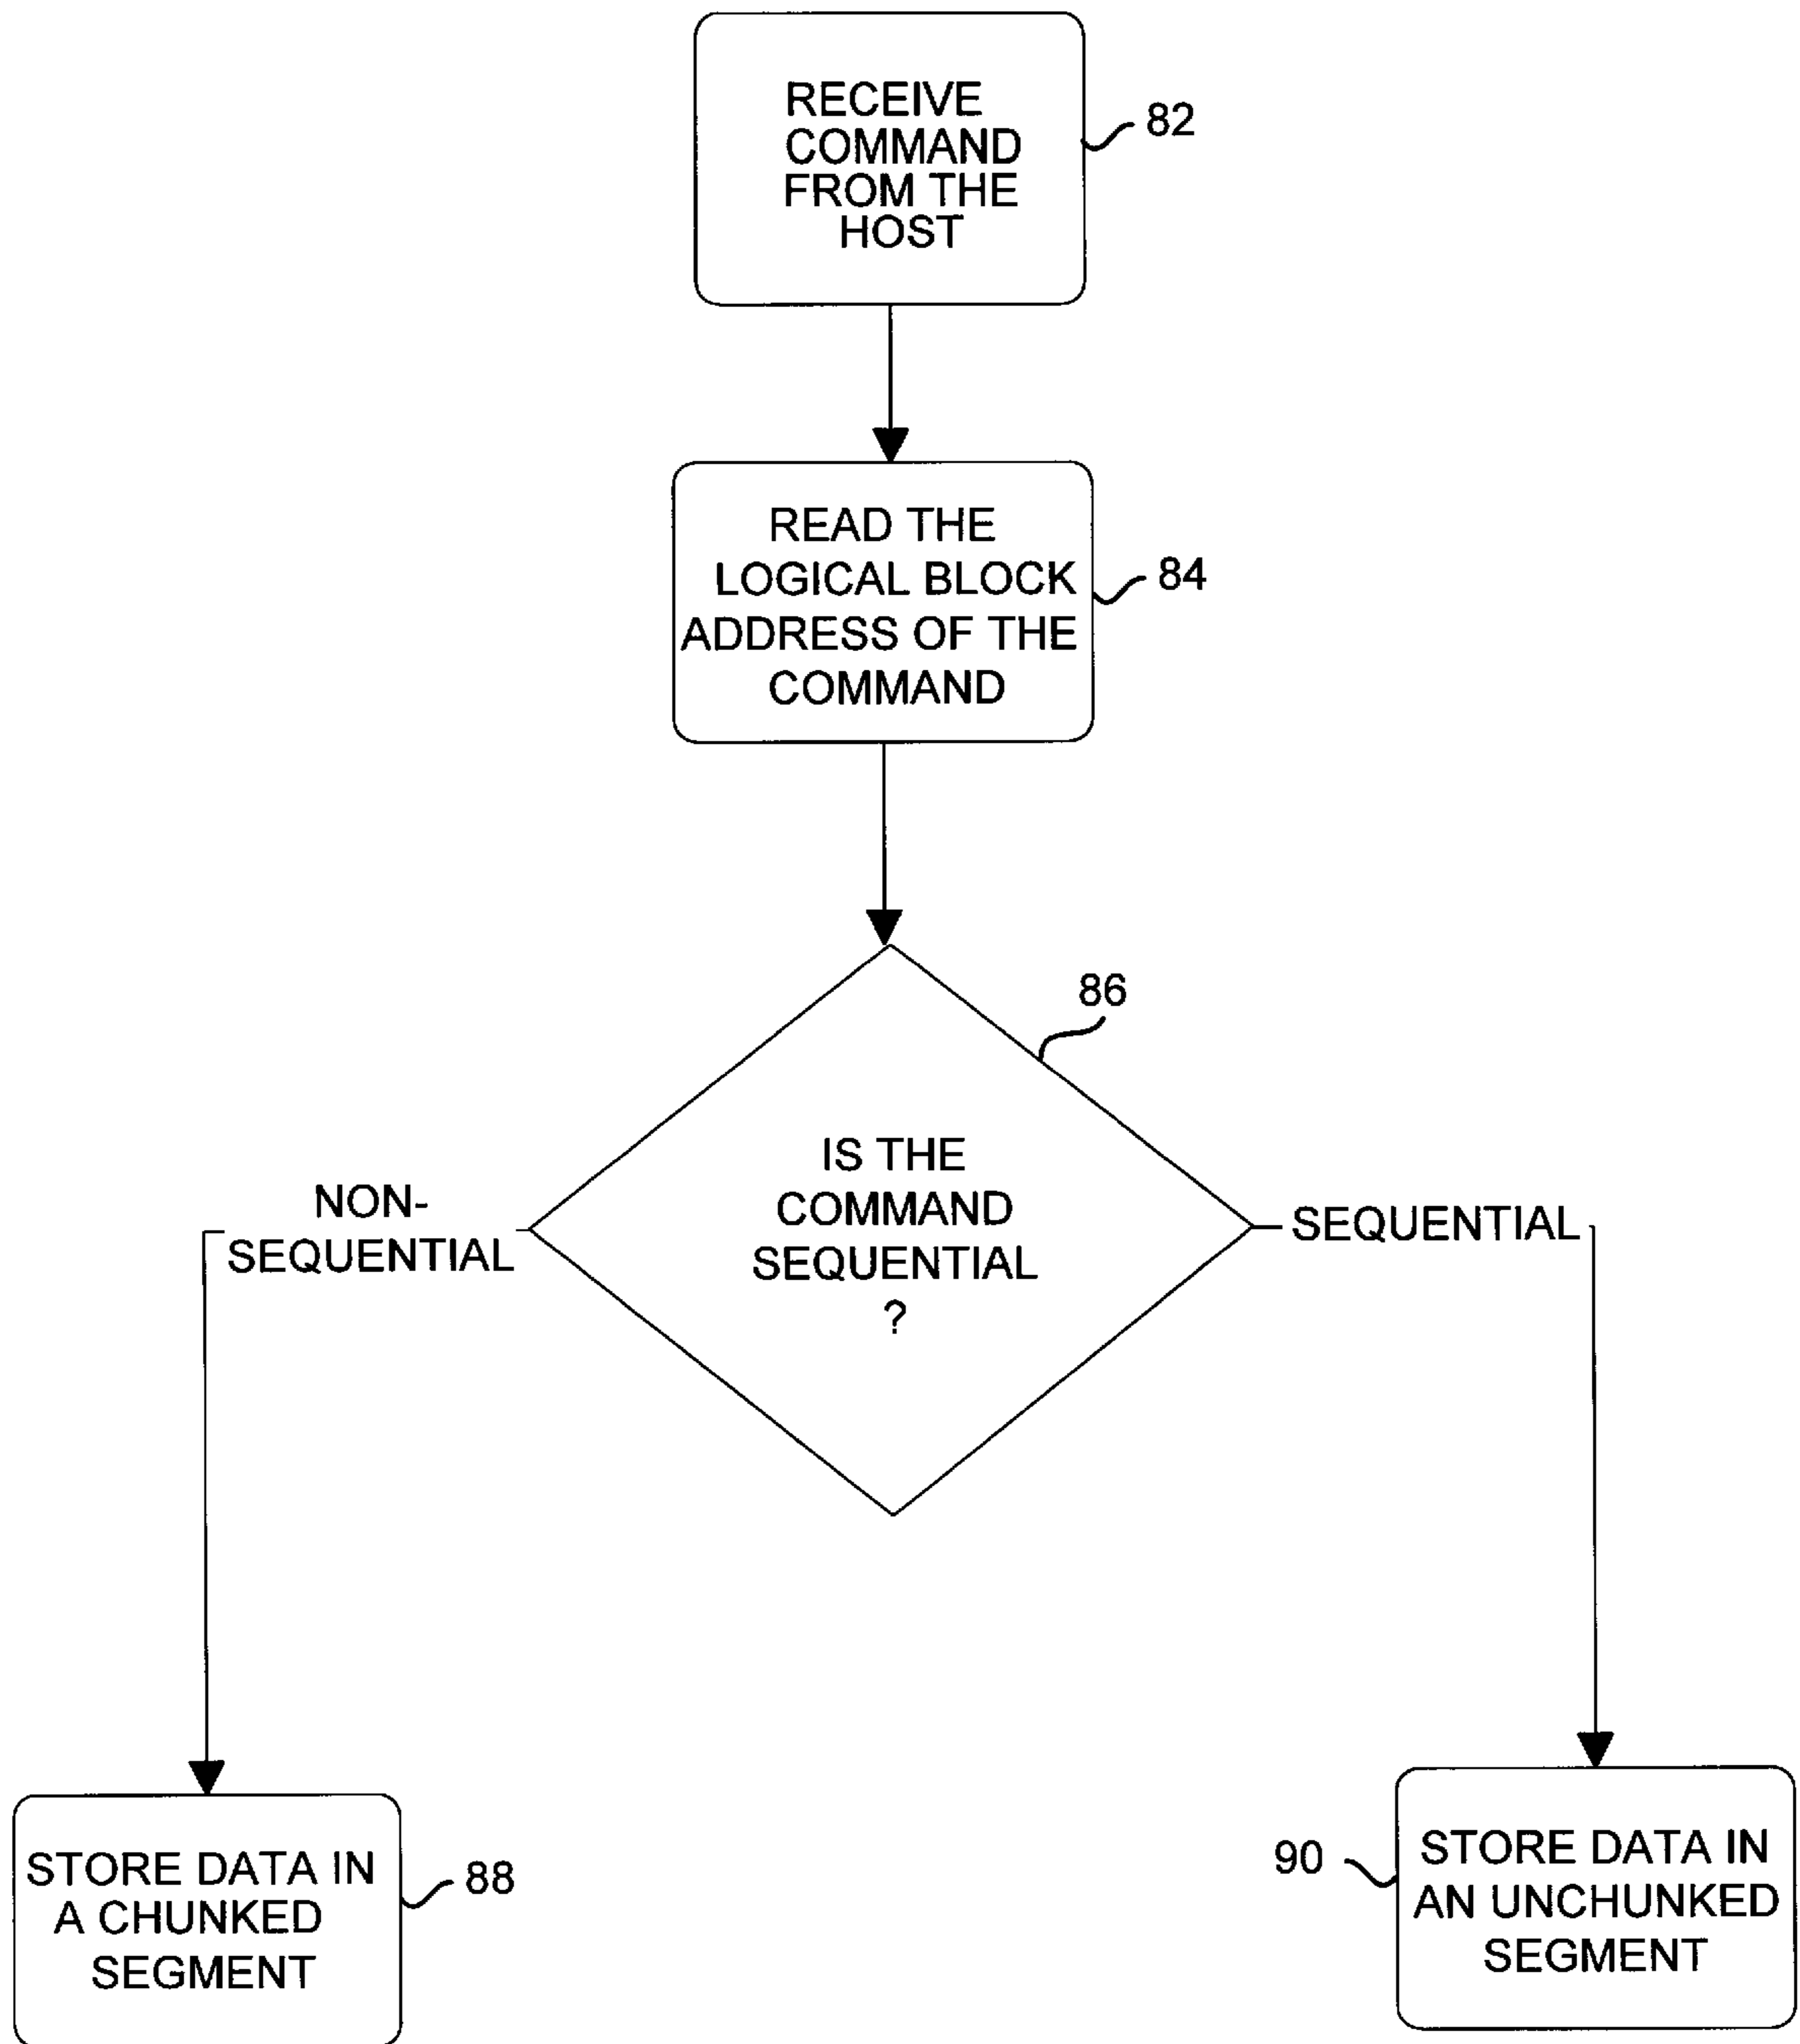 RECEIVE
COMMAND
FROM THE
HOST
82
READ THE
LOGICAL BLOCK
ADDRESS OF THE
COMMAND
84
86
IS THE
COMMAND
SEQUENTIAL
?
NON-
SEQUENTIAL
SEQUENTIAL
STORE DATA IN
A CHUNKED
SEGMENT
88
90
STORE DATA IN
AN UNCHUNKED
SEGMENT